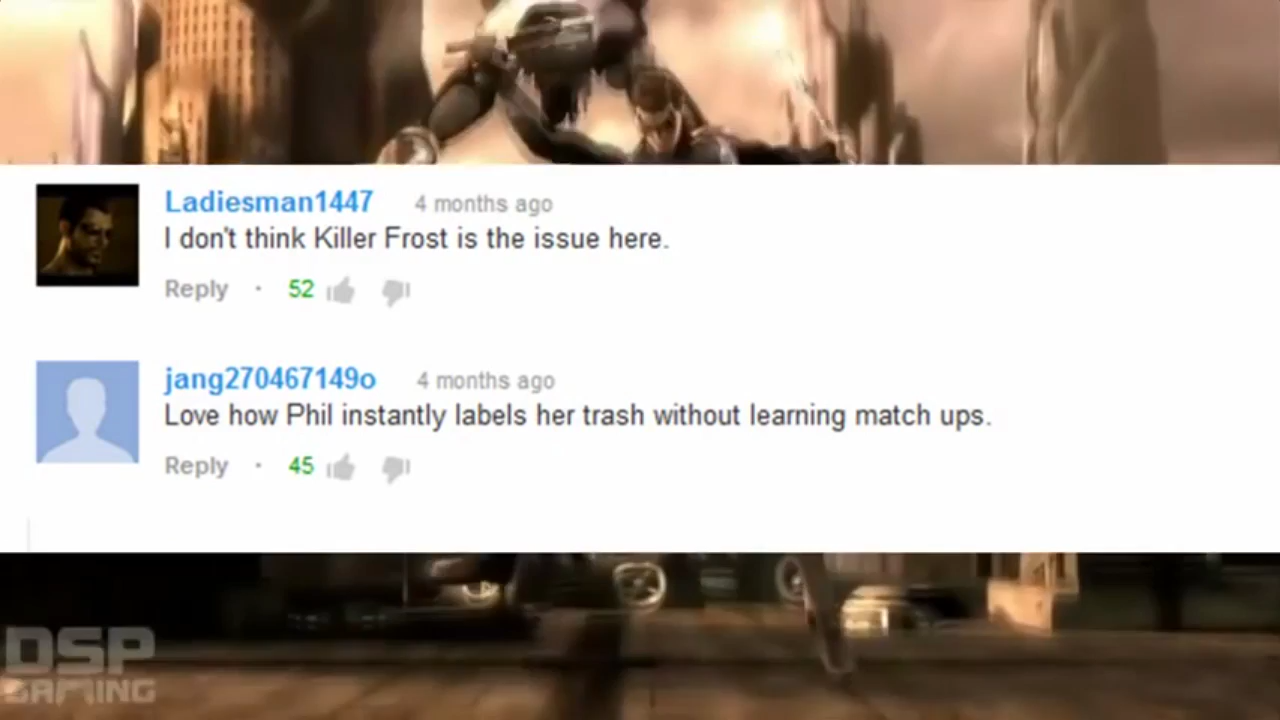 Ladiesman1447 4 months ago
I don't think Killer Frost is the issue here.
Reply · 52
jang270467149o 4 months ago
Love how Phil instantly labels her trash without learning match ups.
Reply · 45
DSP
GAMING